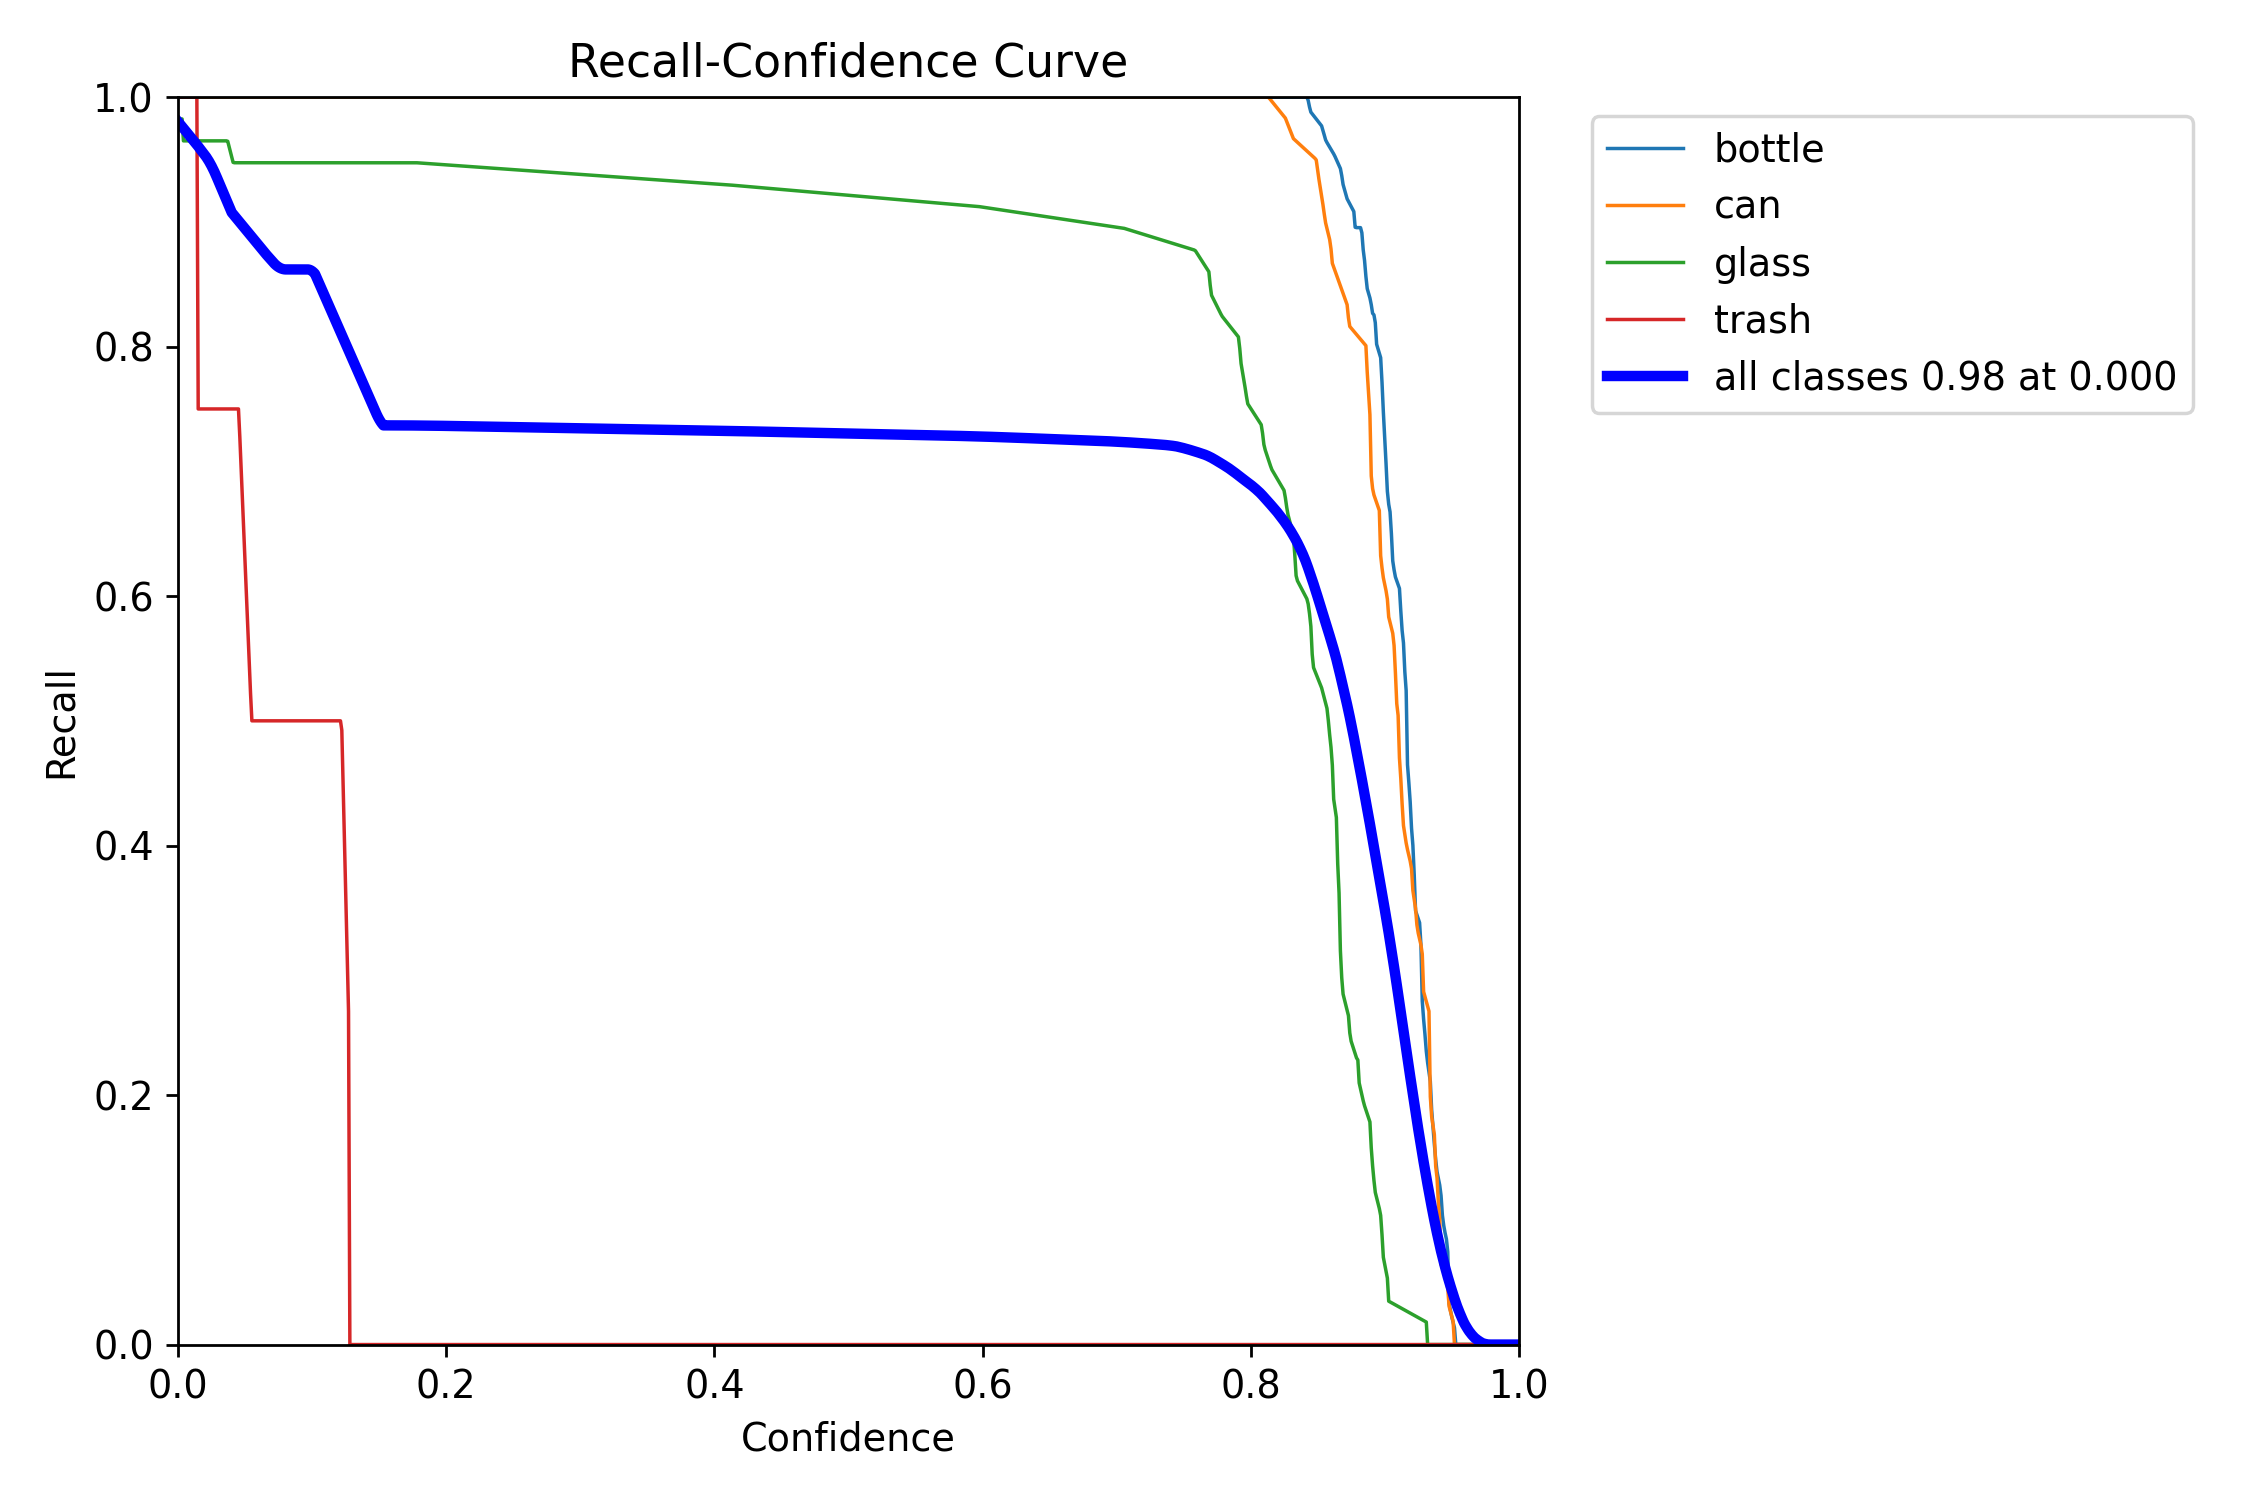 Recall-Confidence Curve
1.0
0.8
0.6
0.4
0.2
0.0
Recall
0.0 0.2 0.4 0.6 0.8 1.0
Confidence
bottle
can
glass
trash
all classes 0.98 at 0.000